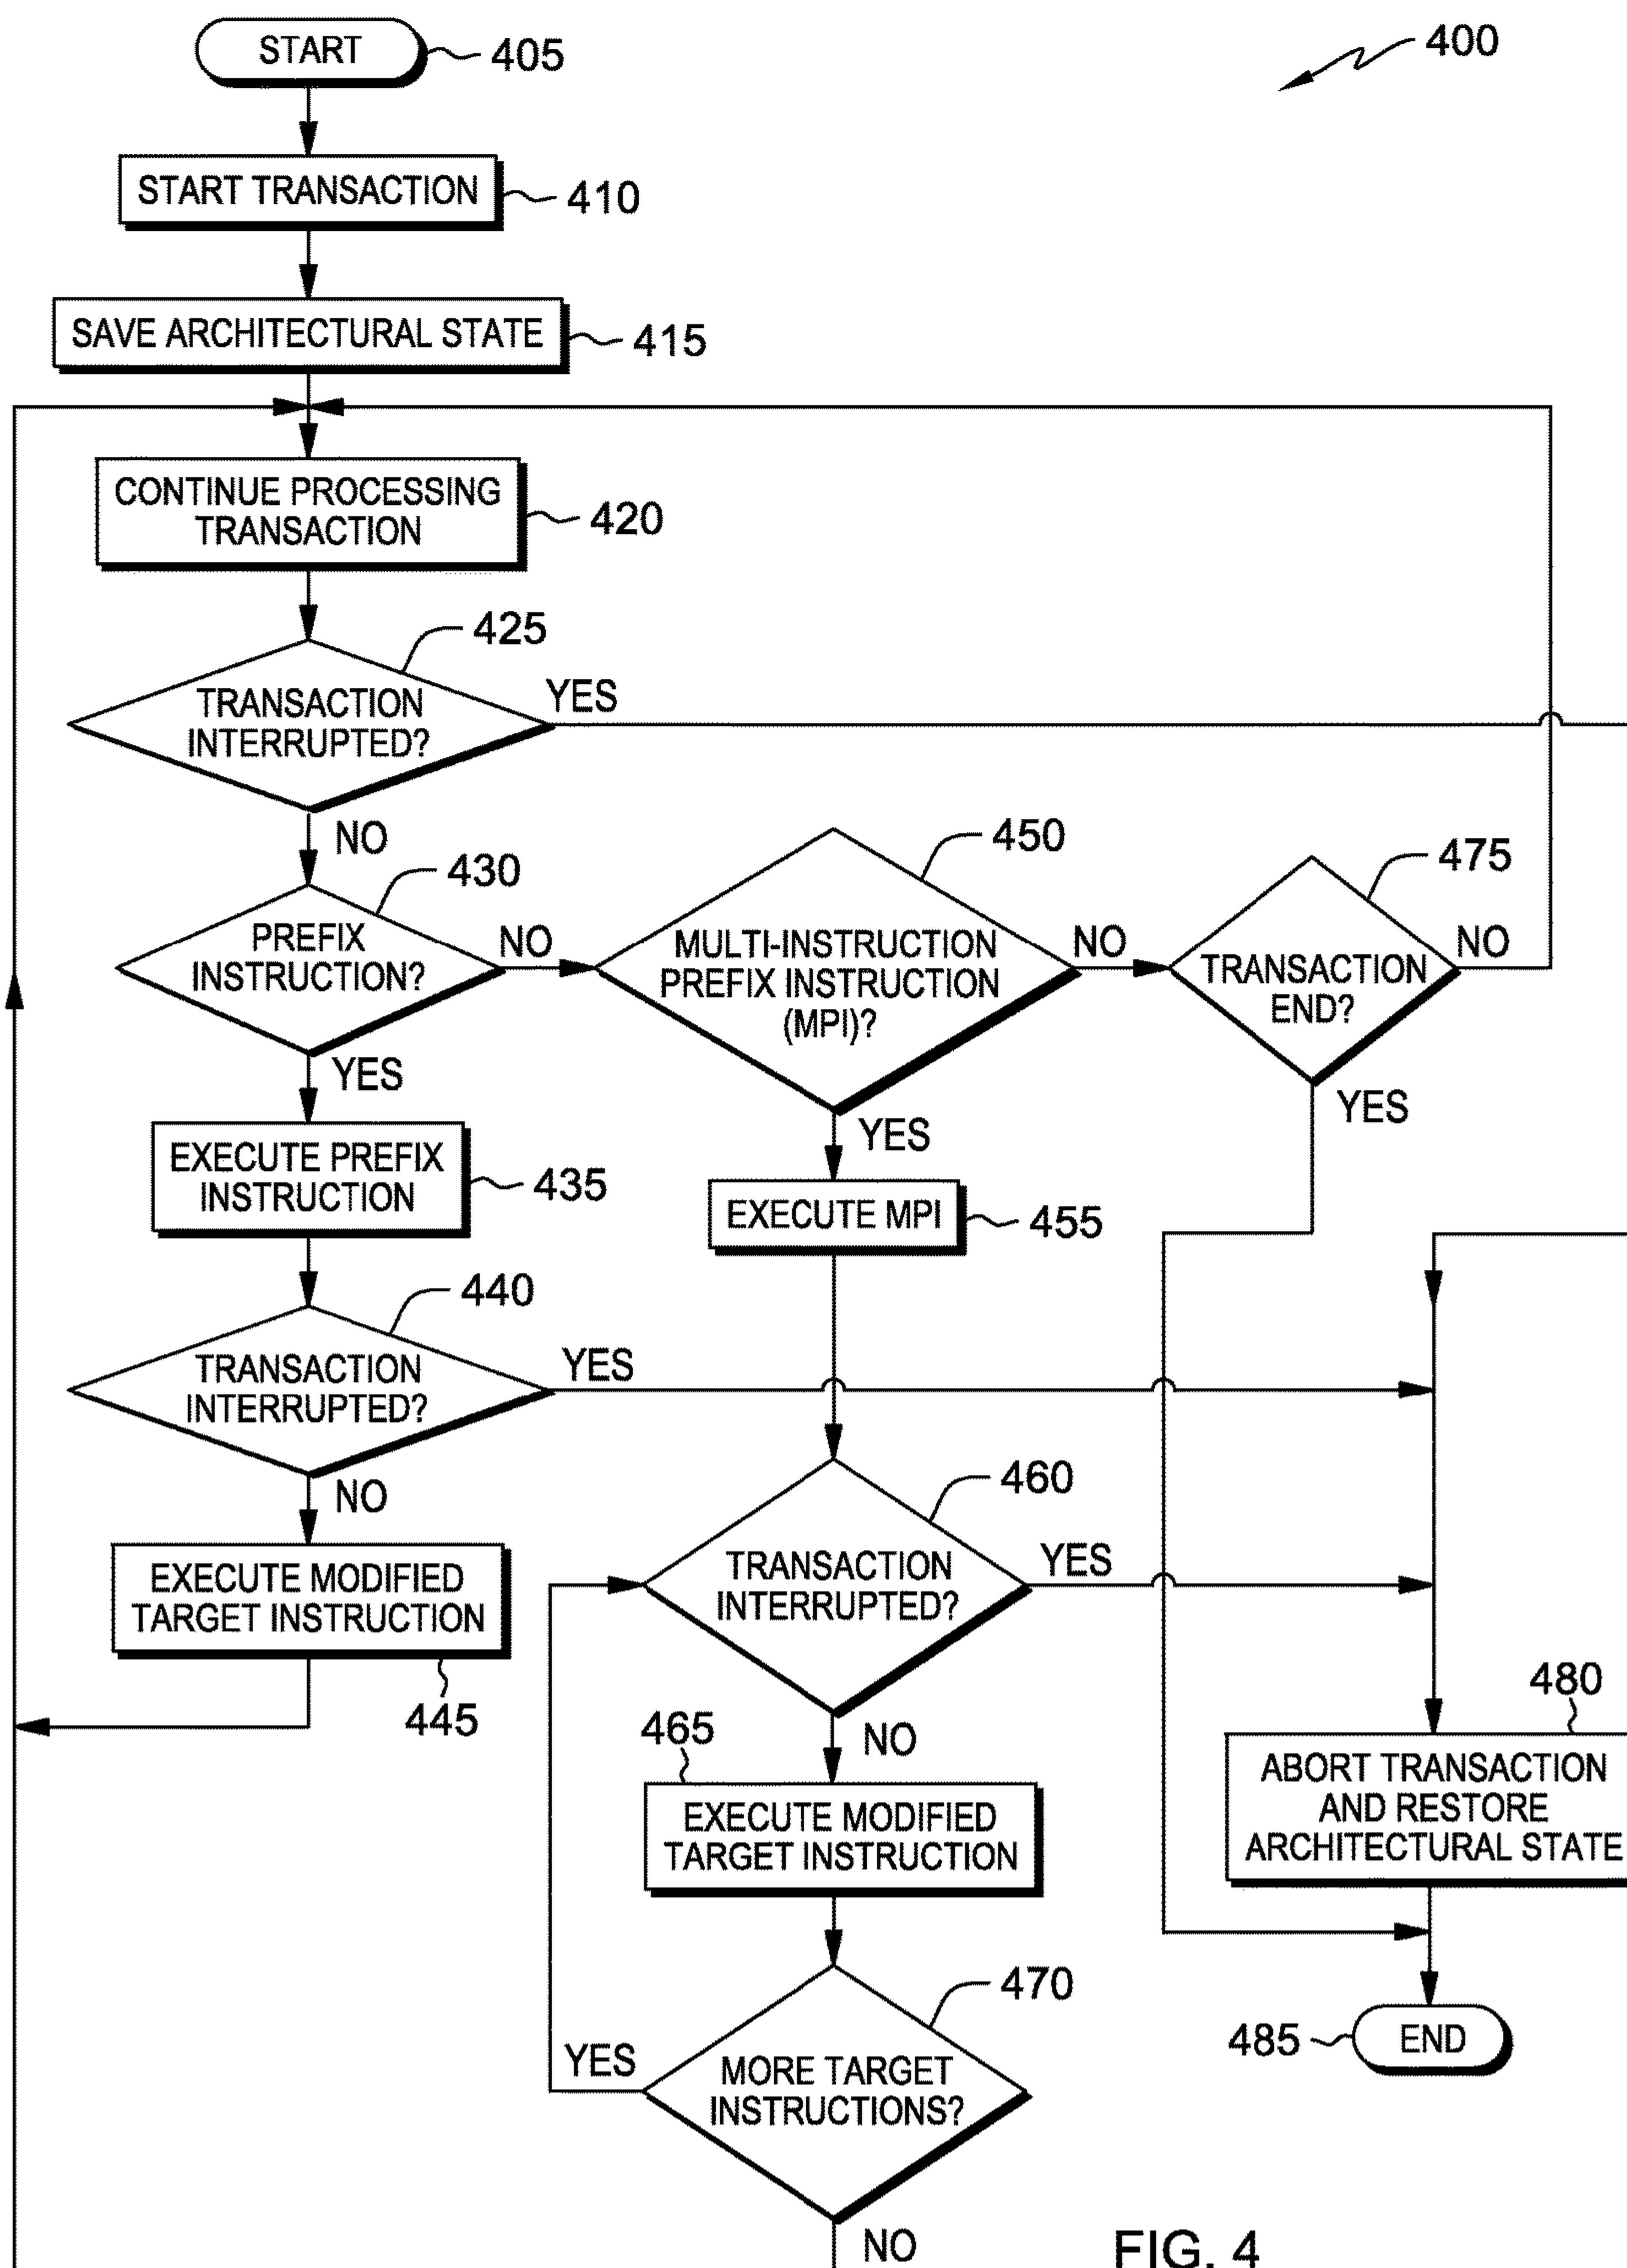 START
405
400
START TRANSACTION
410
SAVE ARCHITECTURAL STATE
415
CONTINUE PROCESSING
TRANSACTION
420
425
TRANSACTION
INTERRUPTED?
YES
NO
430
PREFIX
INSTRUCTION?
NO
YES
450
MULTI-INSTRUCTION
PREFIX INSTRUCTION
(MPI)?
NO
YES
475
TRANSACTION
END?
NO
YES
EXECUTE PREFIX
INSTRUCTION
435
EXECUTE MPI
455
440
TRANSACTION
INTERRUPTED?
YES
NO
460
TRANSACTION
INTERRUPTED?
YES
NO
EXECUTE MODIFIED
TARGET INSTRUCTION
445
465
EXECUTE MODIFIED
TARGET INSTRUCTION
480
ABORT TRANSACTION
AND RESTORE
ARCHITECTURAL STATE
470
MORE TARGET
INSTRUCTIONS?
YES
NO
485
END
FIG. 4